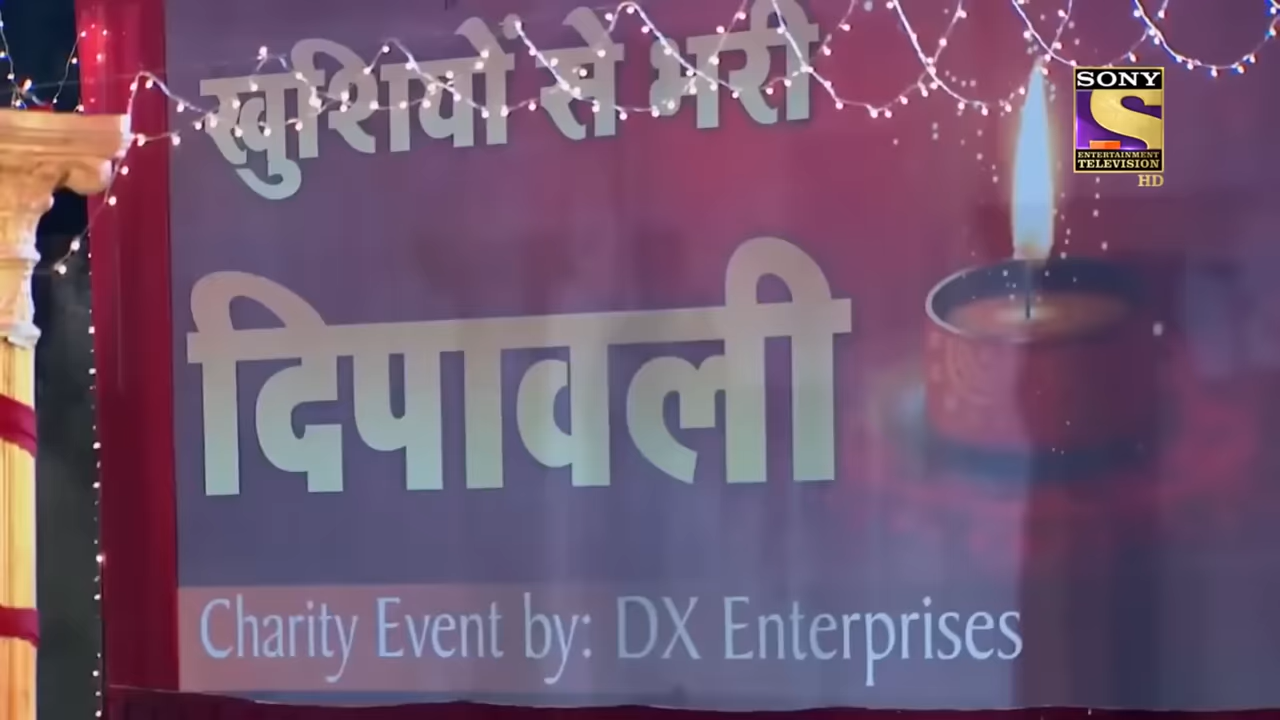 खुशियों से भरी
दिपावली
Charity Event by: DX Enterprises
SONY
S
ENTERTAINMENT
TELEVISION
HD